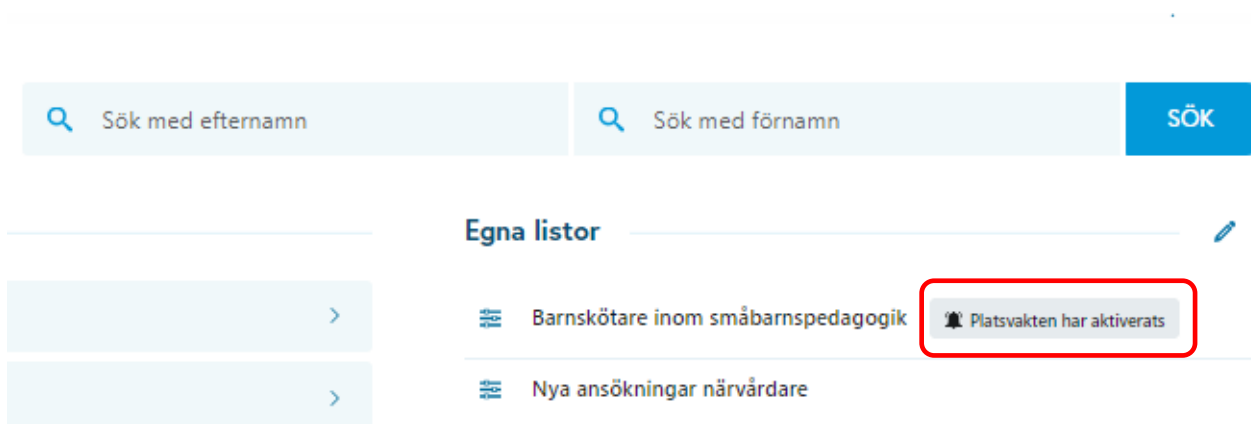 Sök med efternamn
Sök med förnamn
SÖK
Egna listor
Barnskötare inom småbarnspedagogik
Platsvakten har aktiverats
Nya ansökningar närvårdare